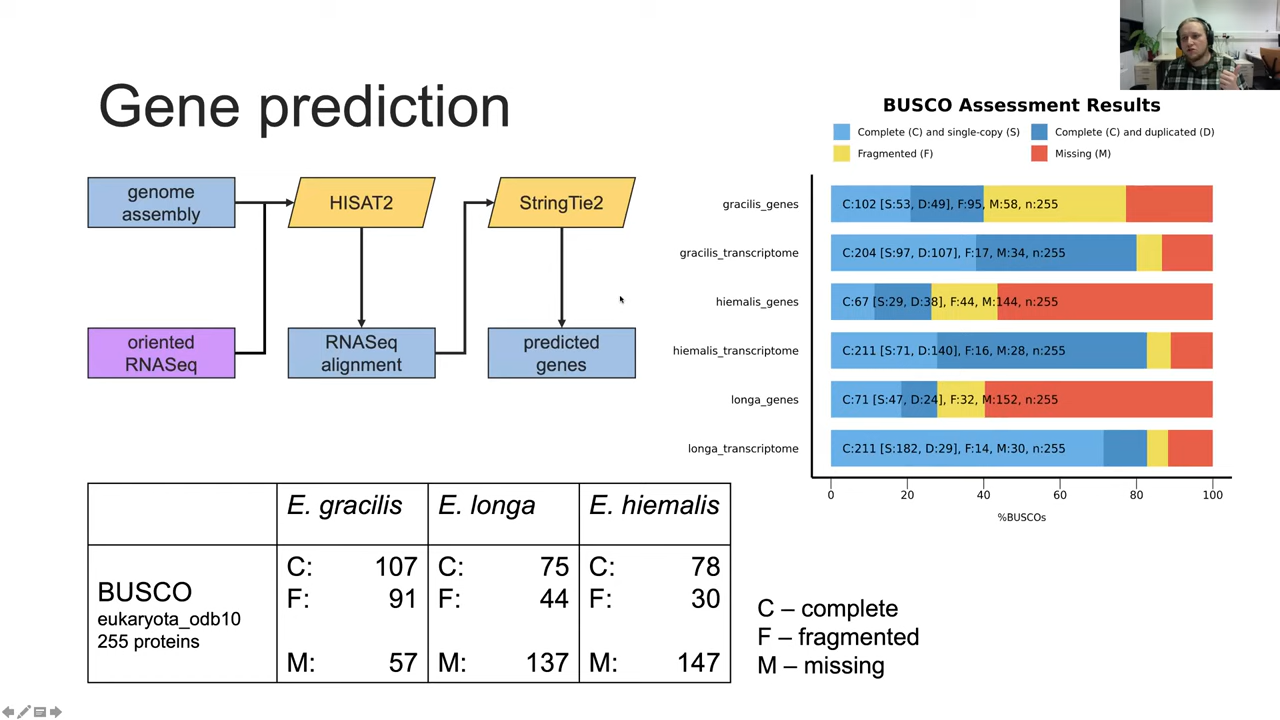 Gene prediction
genome
assembly
HISAT2
StringTie2
oriented
RNASeq
RNASeq
alignment
predicted
genes
BUSCO Assessment Results
Complete (C) and single-copy (S)
Complete (C) and duplicated (D)
Fragmented (F)
Missing (M)
gracilis_genes
C:102 [S:53, D:49], F:95, M:58, n:255
gracilis_transcriptome
C:204 [S:97, D:107], F:17, M:34, n:255
hiemalis_genes
C:67 [S:29, D:38], F:44, M:144, n:255
hiemalis_transcriptome
C:211 [S:71, D:140], F:16, M:28, n:255
longa_genes
C:71 [S:47, D:24], F:32, M:152, n:255
longa_transcriptome
C:211 [S:182, D:29], F:14, M:30, n:255
0 20 40 60 80 100
%BUSCOs
E. gracilis E. longa E. hiemalis
BUSCO
eukaryota_odb10
255 proteins
C: 107 C: 75 C: 78
F: 91 F: 44 F: 30
M: 57 M: 137 M: 147
C – complete
F – fragmented
M – missing